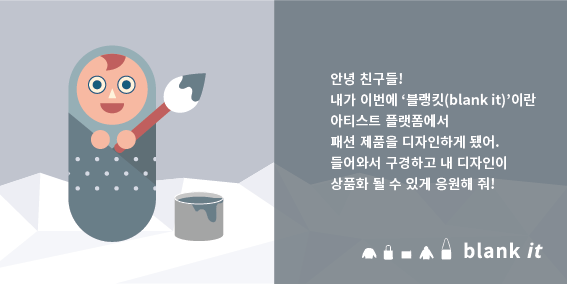 안녕 친구들!
내가 이번에 ‘블랭킷(blank it)’이란
아티스트 플랫폼에서
패션 제품을 디자인하게 됐어.
들어와서 구경하고 내 디자인이
상품화 될 수 있게 응원해 줘!
blank it